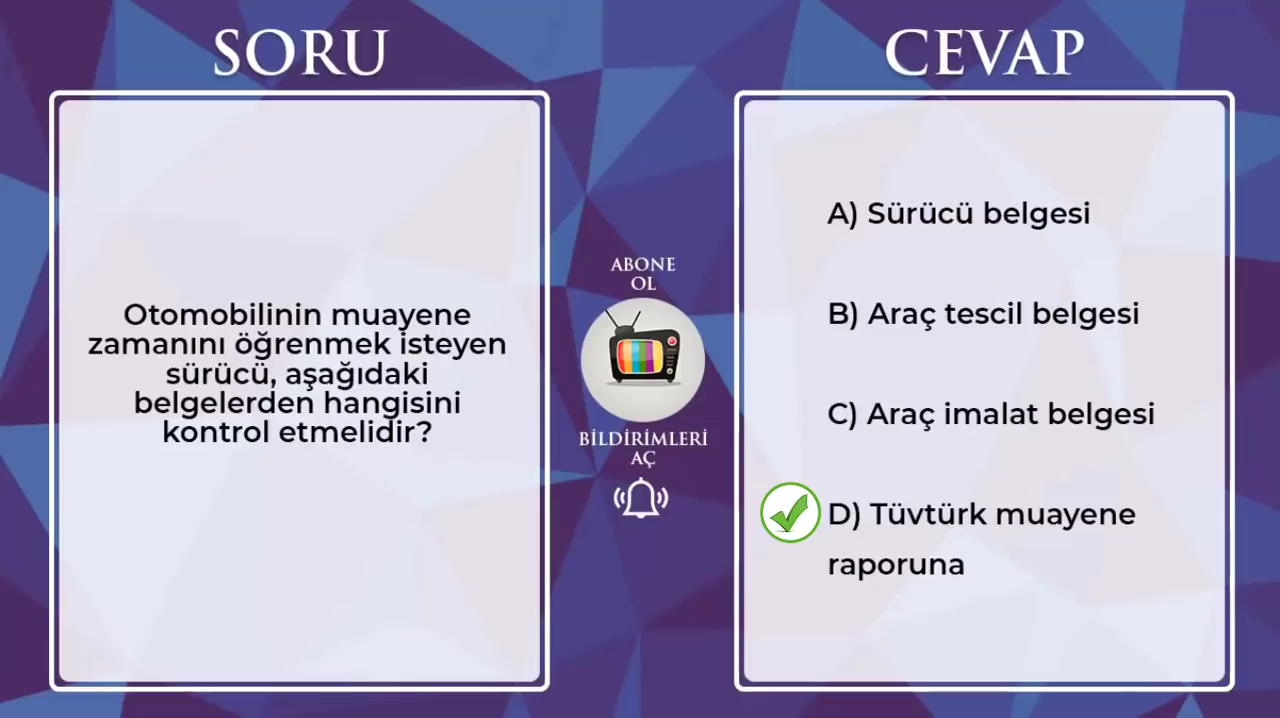 SORU
Otomobilinin muayene
zamanını öğrenmek isteyen
sürücü, aşağıdaki
belgelerden hangisini
kontrol etmelidir?
ABONE
OL
BİLDİRİMLERİ
AÇ
CEVAP
A) Sürücü belgesi
B) Araç tescil belgesi
C) Araç imalat belgesi
D) Tüvtürk muayene
raporuna